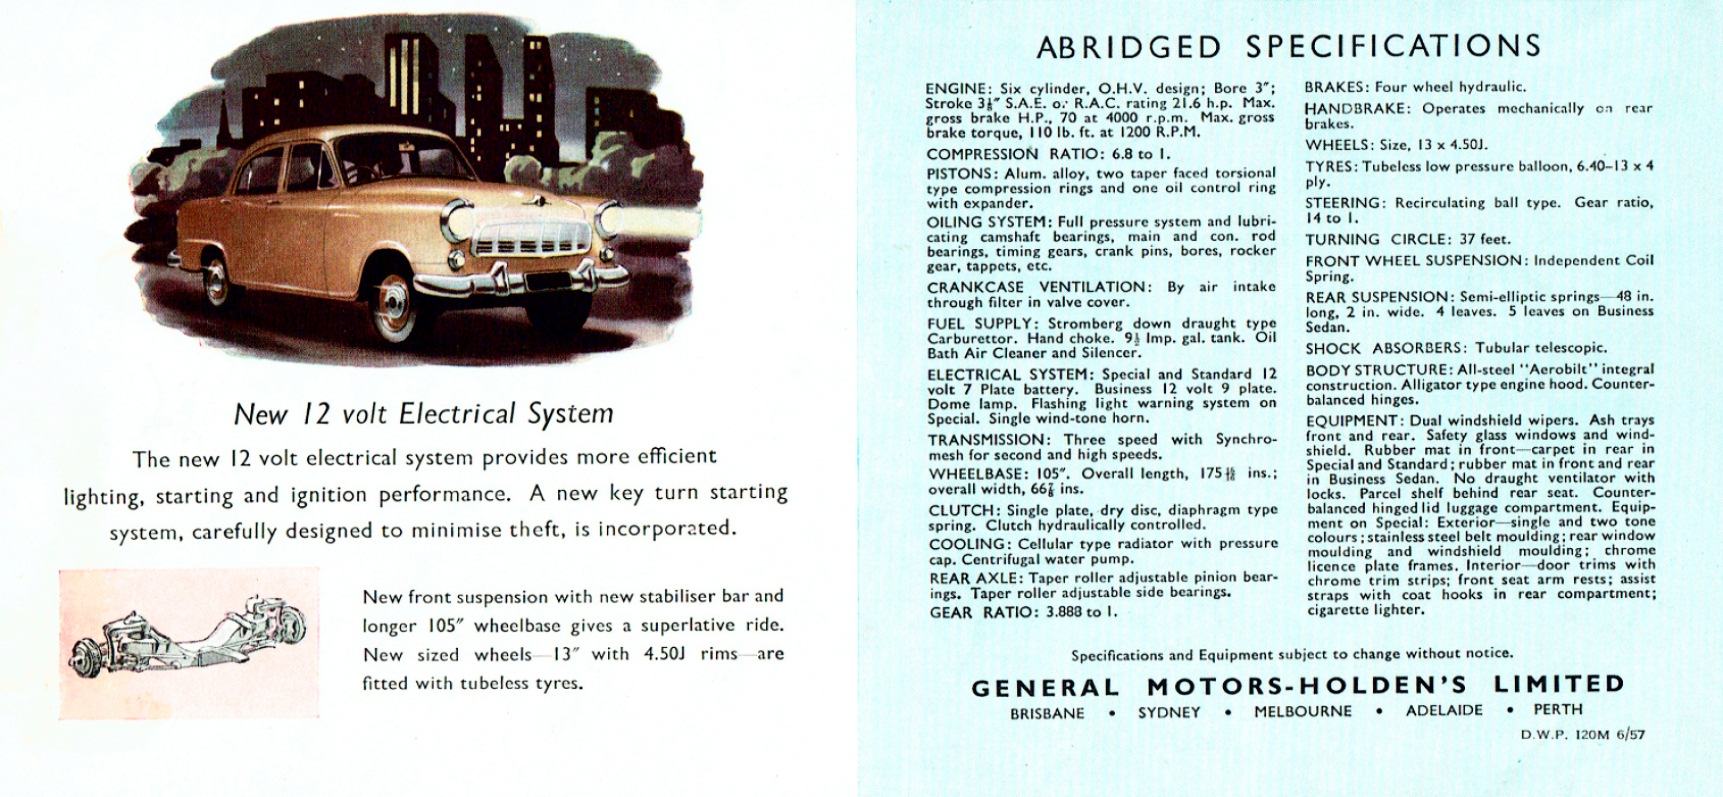 New 12 volt Electrical System
The new 12 volt electrical system provides more efficient
lighting, starting and ignition performance. A new key turn starting
system, carefully designed to minimise theft, is incorporated.
New front suspension with new stabiliser bar and
longer 105″ wheelbase gives a superlative ride.
New sized wheels—13″ with 4.50J rims—are
fitted with tubeless tyres.
ABRIDGED SPECIFICATIONS
ENGINE: Six cylinder, O.H.V. design; Bore 3″;
Stroke 3⅛″ S.A.E. or R.A.C. rating 21.6 h.p. Max.
gross brake H.P., 70 at 4000 r.p.m. Max. gross
brake torque, 110 lb. ft. at 1200 R.P.M.
COMPRESSION RATIO: 6.8 to 1.
PISTONS: Alum. alloy, two taper faced torsional
type compression rings and one oil control ring
with expander.
OILING SYSTEM: Full pressure system and lubri-
cating camshaft bearings, main and con. rod
bearings, timing gears, crank pins, bores, rocker
gear, tappets, etc.
CRANKCASE VENTILATION: By air intake
through filter in valve cover.
FUEL SUPPLY: Stromberg down draught type
Carburettor. Hand choke. 9½ Imp. gal. tank. Oil
Bath Air Cleaner and Silencer.
ELECTRICAL SYSTEM: Special and Standard 12
volt 7 Plate battery. Business 12 volt 9 plate.
Dome lamp. Flashing light warning system on
Special. Single wind-tone horn.
TRANSMISSION: Three speed with Synchro-
mesh for second and high speeds.
WHEELBASE: 105″. Overall length, 175 ins.;
overall width, 66⅞ ins.
CLUTCH: Single plate, dry disc, diaphragm type
spring. Clutch hydraulically controlled.
COOLING: Cellular type radiator with pressure
cap. Centrifugal water pump.
REAR AXLE: Taper roller adjustable pinion bear-
ings. Taper roller adjustable side bearings.
GEAR RATIO: 3.888 to 1.
BRAKES: Four wheel hydraulic.
HANDBRAKE: Operates mechanically on rear
brakes.
WHEELS: Size, 13 x 4.50J.
TYRES: Tubeless low pressure balloon, 6.40–13 x 4
ply.
STEERING: Recirculating ball type. Gear ratio,
14 to 1.
TURNING CIRCLE: 37 feet.
FRONT WHEEL SUSPENSION: Independent Coil
Spring.
REAR SUSPENSION: Semi-elliptic springs—48 in.
long, 2 in. wide. 4 leaves. 5 leaves on Business
Sedan.
SHOCK ABSORBERS: Tubular telescopic.
BODY STRUCTURE: All-steel "Aerobilt" integral
construction. Alligator type engine hood. Counter-
balanced hinges.
EQUIPMENT: Dual windshield wipers. Ash trays
front and rear. Safety glass windows and wind-
shield. Rubber mat in front—carpet in rear in
Special and Standard; rubber mat in front and rear
in Business Sedan. No draught ventilator with
locks. Parcel shelf behind rear seat. Counter-
balanced hinged lid luggage compartment. Equip-
ment on Special: Exterior—single and two tone
colours; stainless steel belt moulding; rear window
moulding and windshield moulding; chrome
licence plate frames. Interior—door trims with
chrome trim strips; front seat arm rests; assist
straps with coat hooks in rear compartment;
cigarette lighter.
Specifications and Equipment subject to change without notice.
GENERAL MOTORS-HOLDEN'S LIMITED
BRISBANE • SYDNEY • MELBOURNE • ADELAIDE • PERTH
D.W.P. 120M 6/57